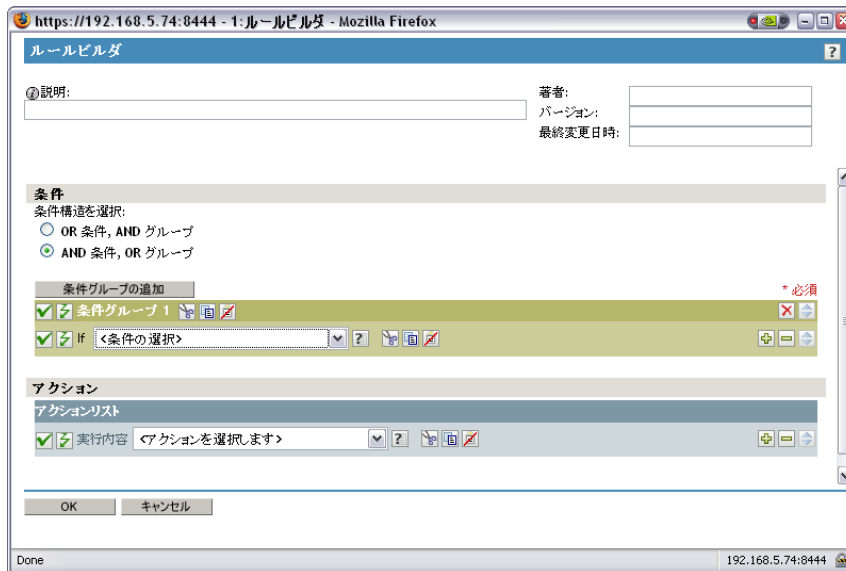 https://192.168.5.74:8444 - 1:ルールビルダ - Mozilla Firefox
ルールビルダ
?
説明:
著者:
バージョン:
最終変更日時:
条件
条件構造を選択:
OR 条件, AND グループ
AND 条件, OR グループ
条件グループの追加
* 必須
条件グループ 1
If <条件の選択> ?
アクション
アクションリスト
実行内容 <アクションを選択します> ?
OK キャンセル
Done 192.168.5.74:8444